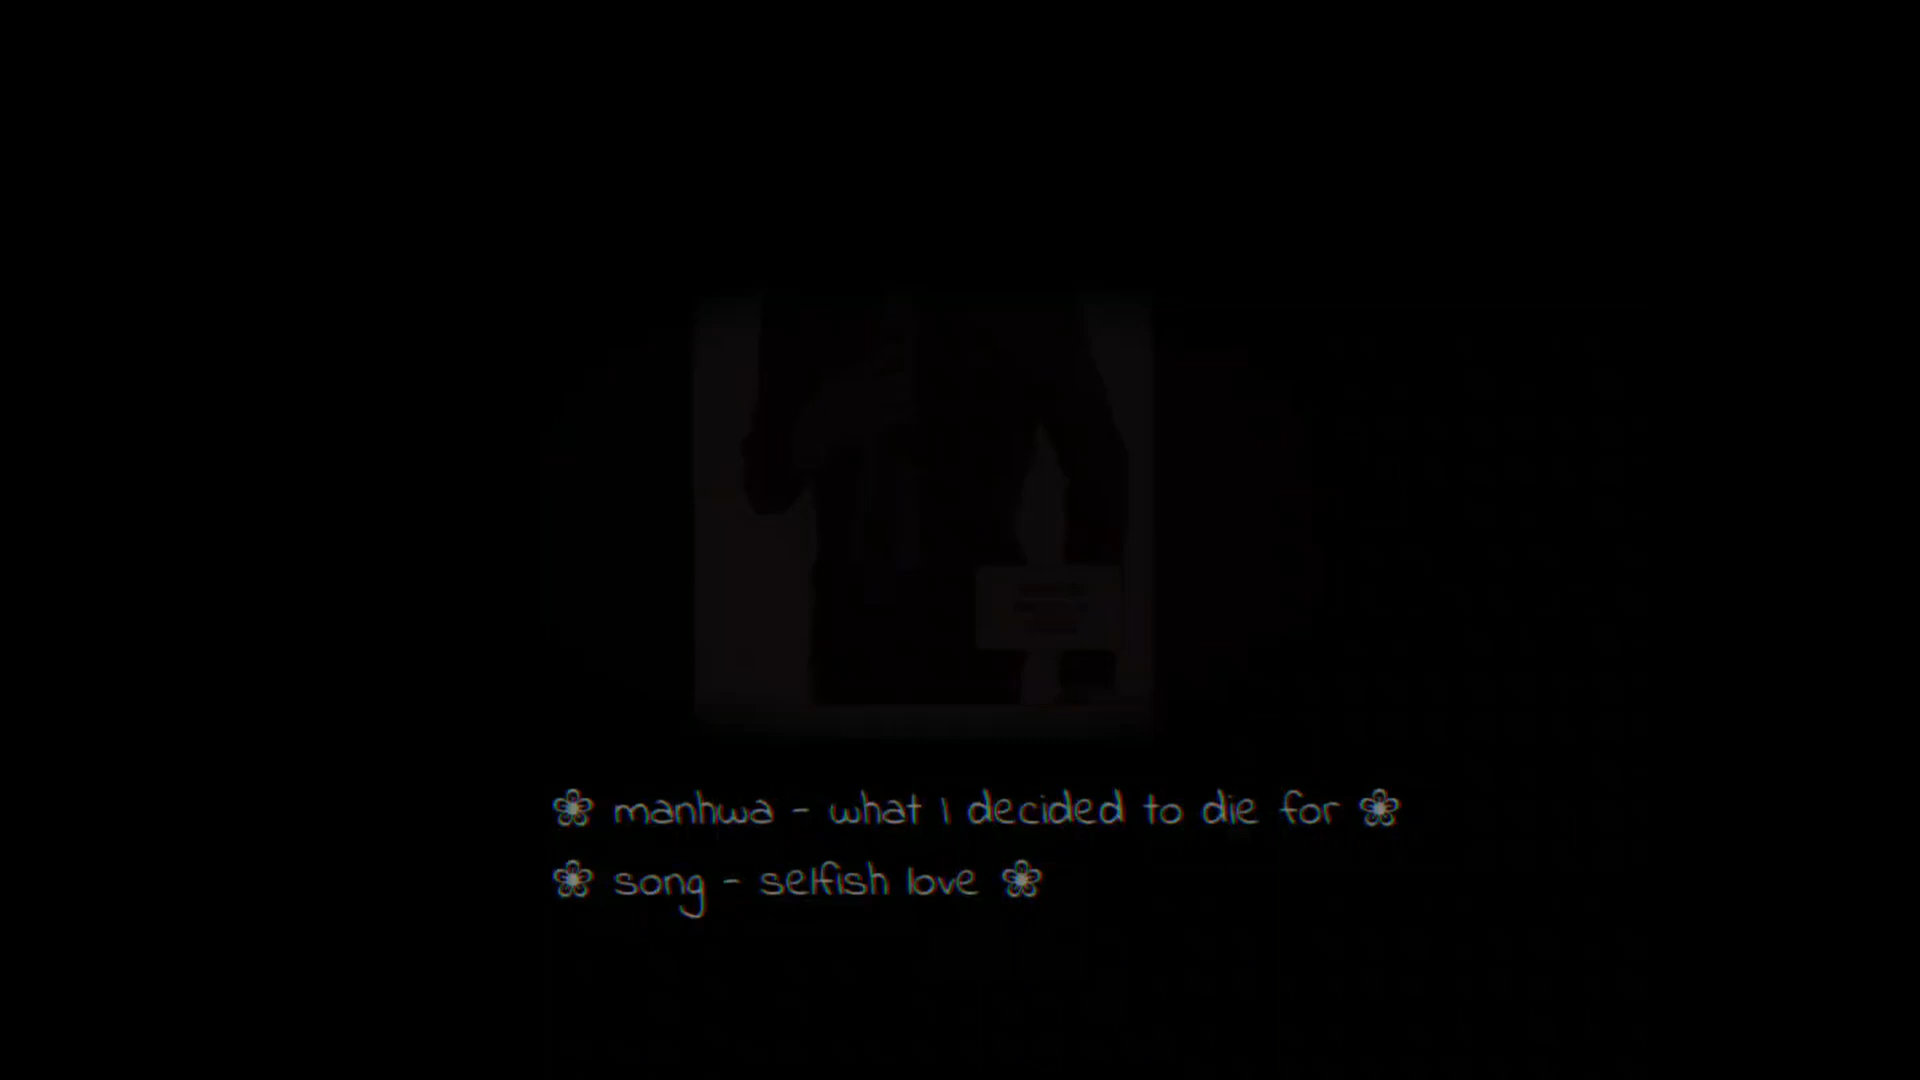 ❀ manhwa - what I decided to die for ❀
❀ song - selfish love ❀